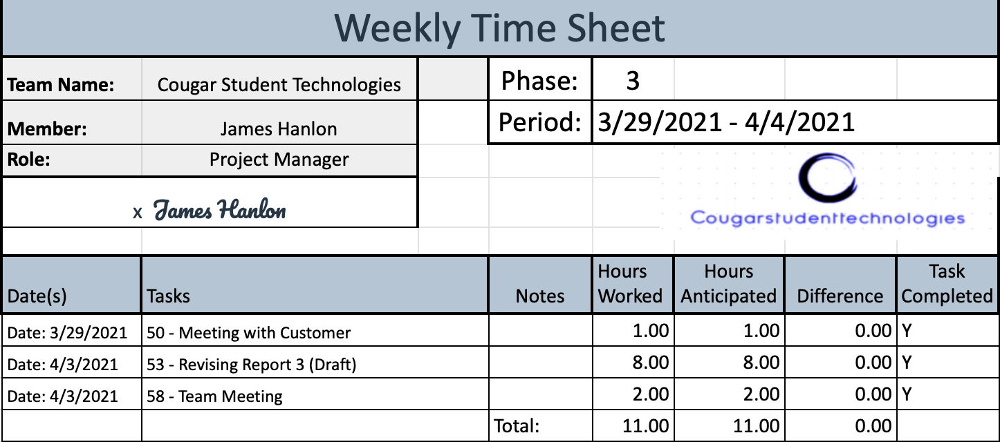 Weekly Time Sheet
Team Name: Cougar Student Technologies Phase: 3
Member: James Hanlon Period: 3/29/2021 - 4/4/2021
Role: Project Manager
x James Hanlon
Cougarstudenttechnologies
Date(s) Tasks Notes Hours Worked Hours Anticipated Difference Task Completed
Date: 3/29/2021 50 - Meeting with Customer 1.00 1.00 0.00 Y
Date: 4/3/2021 53 - Revising Report 3 (Draft) 8.00 8.00 0.00 Y
Date: 4/3/2021 58 - Team Meeting 2.00 2.00 0.00 Y
Total: 11.00 11.00 0.00